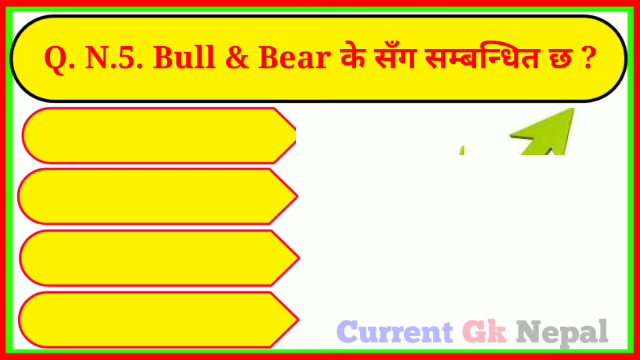 Q. N.5. Bull & Bear के सँग सम्बन्धित छ ?
Current Gk Nepal